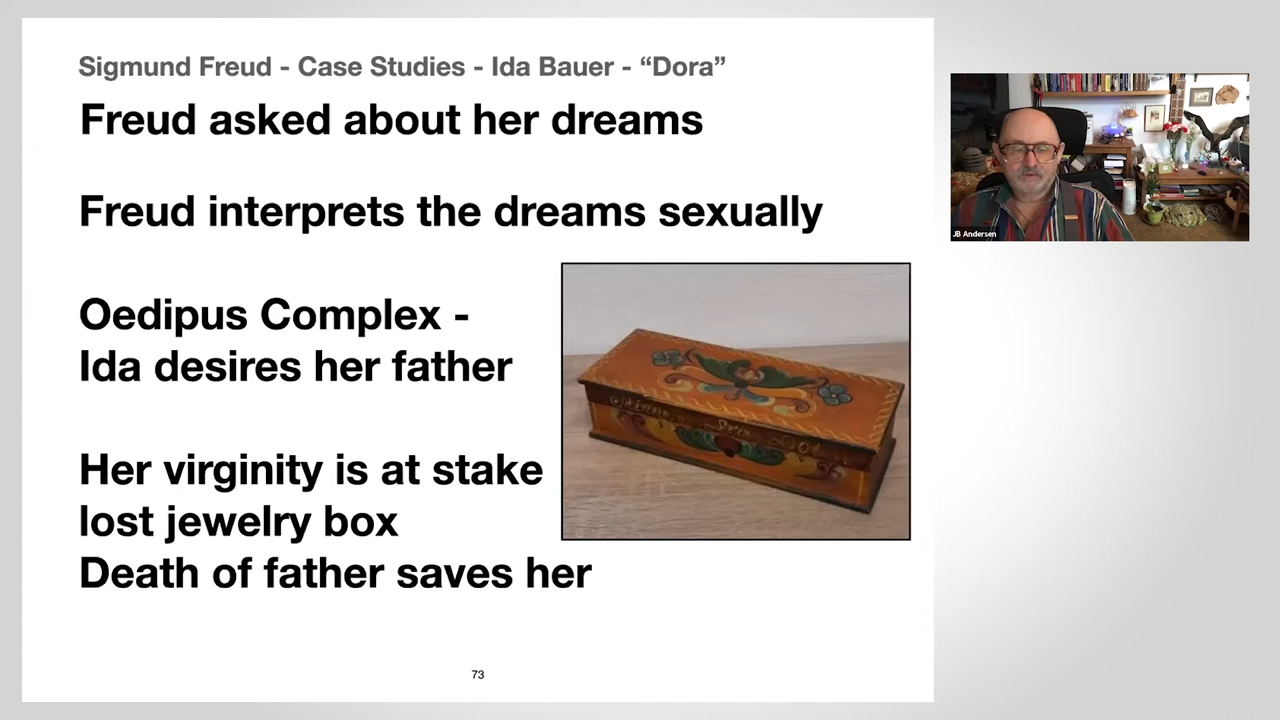 Sigmund Freud - Case Studies - Ida Bauer - “Dora”
Freud asked about her dreams
Freud interprets the dreams sexually
Oedipus Complex -
Ida desires her father
Her virginity is at stake
lost jewelry box
Death of father saves her
73
JB Andersen